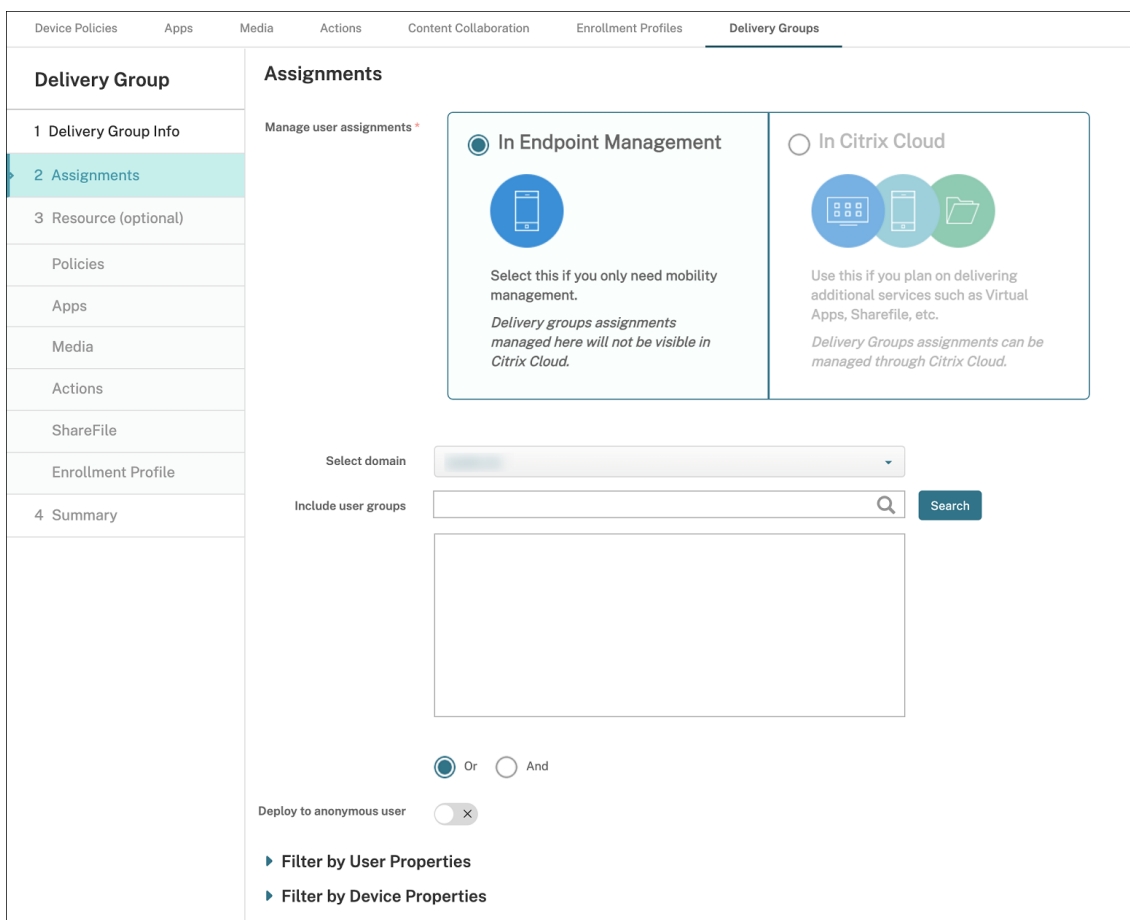 Device Policies Apps Media Actions Content Collaboration Enrollment Profiles Delivery Groups
Delivery Group
1 Delivery Group Info
2 Assignments
3 Resource (optional)
Policies
Apps
Media
Actions
ShareFile
Enrollment Profile
4 Summary
Assignments
Manage user assignments *
In Endpoint Management
Select this if you only need mobility
management.
Delivery groups assignments
managed here will not be visible in
Citrix Cloud.
In Citrix Cloud
Use this if you plan on delivering
additional services such as Virtual
Apps, Sharefile, etc.
Delivery Groups assignments can be
managed through Citrix Cloud.
Select domain
Include user groups
Search
Or And
Deploy to anonymous user
Filter by User Properties
Filter by Device Properties